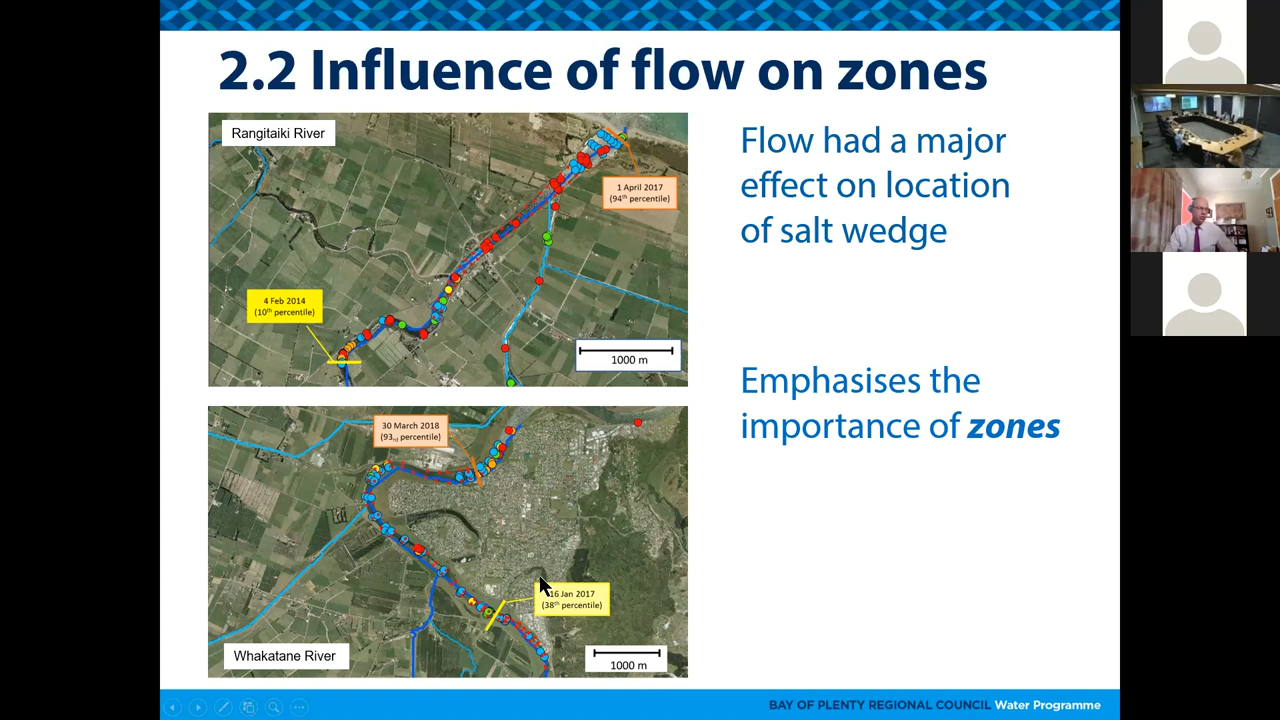 2.2 Influence of flow on zones
Rangitaiki River
1 April 2017
(94th percentile)
4 Feb 2014
(10th percentile)
1000 m
Flow had a major
effect on location
of salt wedge
Emphasises the
importance of zones
30 March 2018
(93rd percentile)
16 Jan 2017
(38th percentile)
Whakatane River
1000 m
BAY OF PLENTY REGIONAL COUNCIL Water Programme